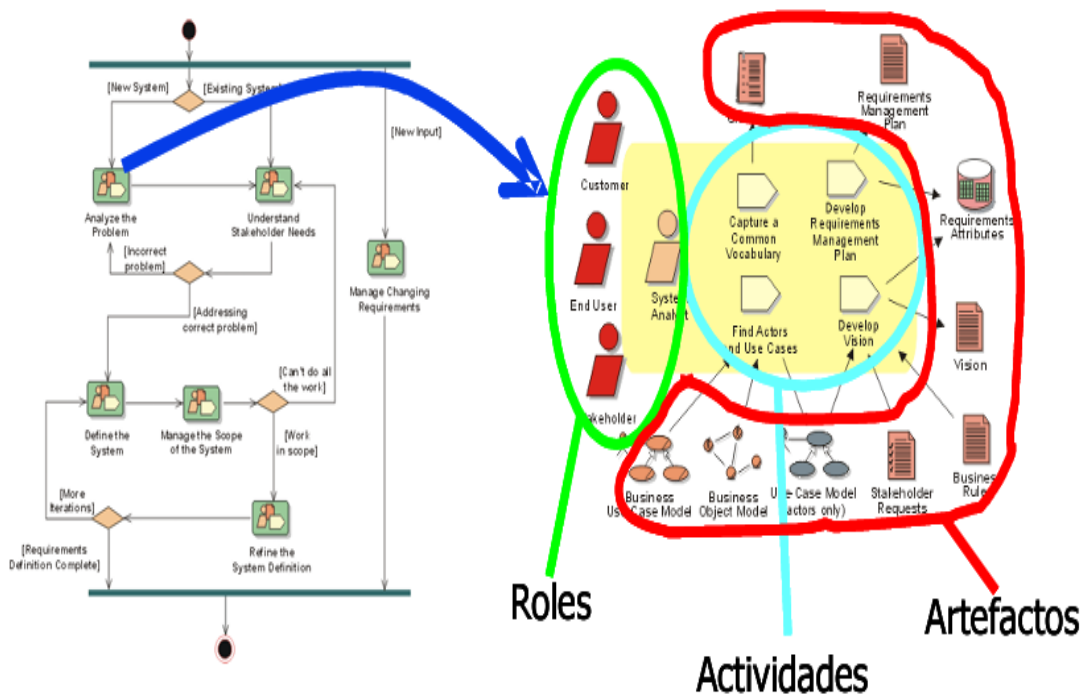 [New System]
[Existing System]
[New Input]
Analyze the
Problem
Understand
Stakeholder Needs
[Incorrect
problem]
Manage Changing
Requirements
[Addressing
correct problem]
[Can't do all
the work]
Define the
System
Manage the Scope
of the System
[Work
in scope]
[More
Iterations]
[Requirements
Definition Complete]
Refine the
System Definition
Requirements
Management
Plan
Customer
Capture a
Common
Vocabulary
Develop
Requirements
Management
Plan
Requirements
Attributes
End User
System
Analyst
Find Actors
and Use Cases
Develop
Vision
Vision
Stakeholder
Business
Use Case Model
Business
Object Model
Use Case Model
(actors only)
Stakeholder
Requests
Business
Rules
Roles
Actividades
Artefactos